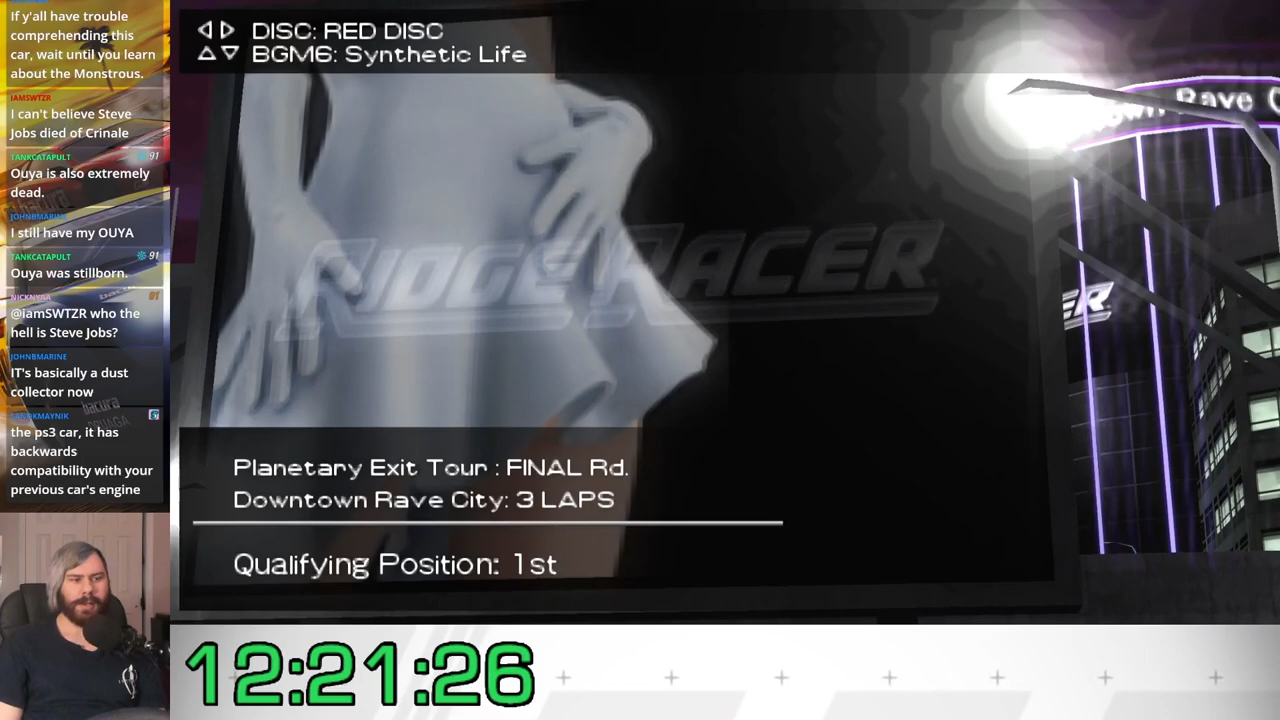 If y'all have trouble
comprehending this
car, wait until you learn
about the Monstrous.
IAMSWTZR
I can't believe Steve
Jobs died of Crinale
TANKCATAPULT 91
Ouya is also extremely
dead.
JOHNBMARINE
I still have my OUYA
TANKCATAPULT 91
Ouya was stillborn.
@iamSWTZR who the
hell is Steve Jobs?
JOHNBMARINE
IT's basically a dust
collector now
the ps3 car, it has
backwards
compatibility with your
previous car's engine
DISC: RED DISC
BGM6: Synthetic Life
RIDGE RACER
Rave
Planetary Exit Tour : FINAL Rd.
Downtown Rave City: 3 LAPS
Qualifying Position: 1st
12:21:26